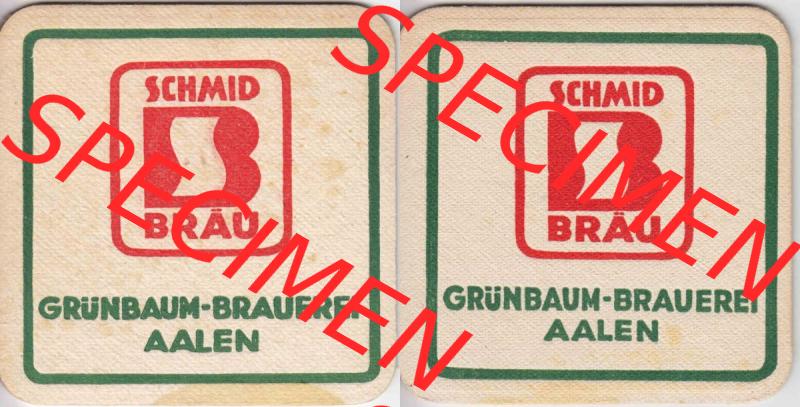 SCHMID
B
BRÄU
GRÜNBAUM-BRAUEREI
AALEN
SPECIMEN
SCHMID
B
BRÄU
GRÜNBAUM-BRAUEREI
AALEN
SPECIMEN